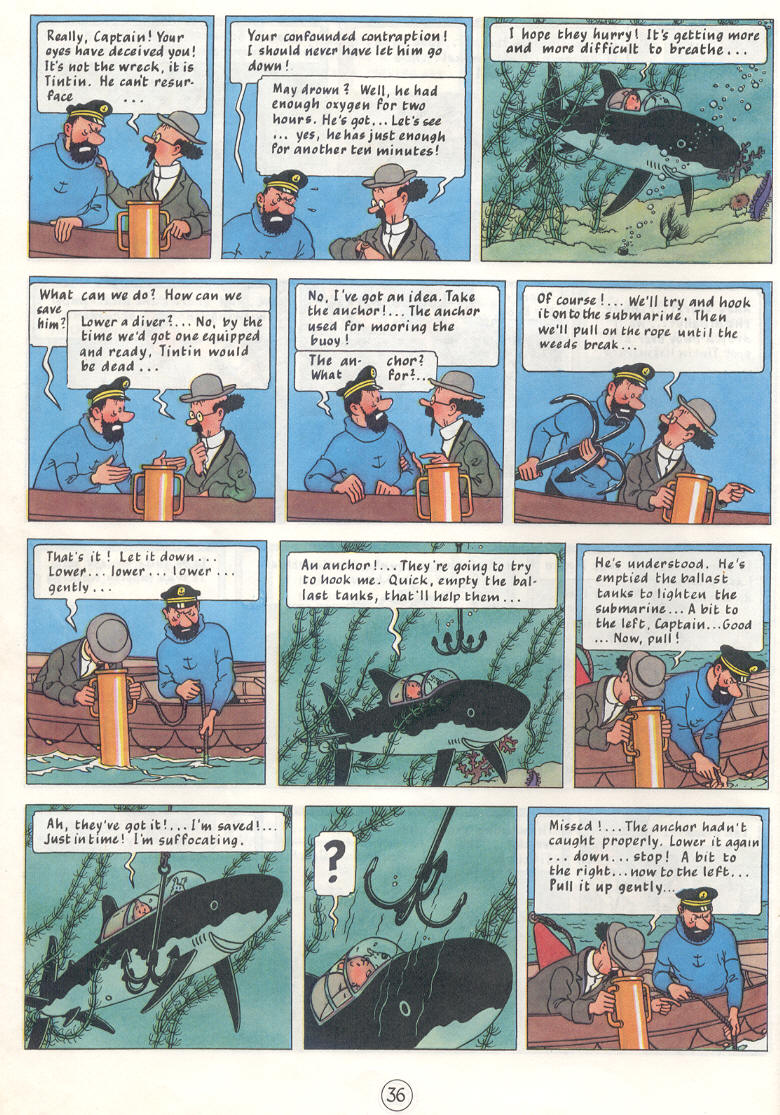 Really, Captain! Your
eyes have deceived you!
It's not the wreck, it is
Tintin. He can't resur-
face ...
Your confounded contraption!
I should never have let him go
down!
May drown? Well, he had
enough oxygen for two
hours. He's got... Let's see
... yes, he has just enough
for another ten minutes!
I hope they hurry! It's getting more
and more difficult to breathe...
What can we do? How can we
save
him?
Lower a diver?... No, by the
time we'd got one equipped
and ready, Tintin would
be dead...
No, I've got an idea. Take
the anchor!... The anchor
used for mooring the
buoy!
The an- chor?
What for?...
Of course!... We'll try and hook
it onto the submarine. Then
we'll pull on the rope until the
weeds break...
That's it! Let it down...
Lower... lower... lower...
gently...
An anchor!... They're going to try
to hook me. Quick, empty the bal-
last tanks, that'll help them...
He's understood. He's
emptied the ballast
tanks to lighten the
submarine... A bit to
the left, Captain...Good
... Now, pull!
Ah, they've got it!... I'm saved!...
Just in time! I'm suffocating.
?
Missed!... The anchor hadn't
caught properly. Lower it again
... down... stop! A bit to
the right... now to the left...
Pull it up gently...
36